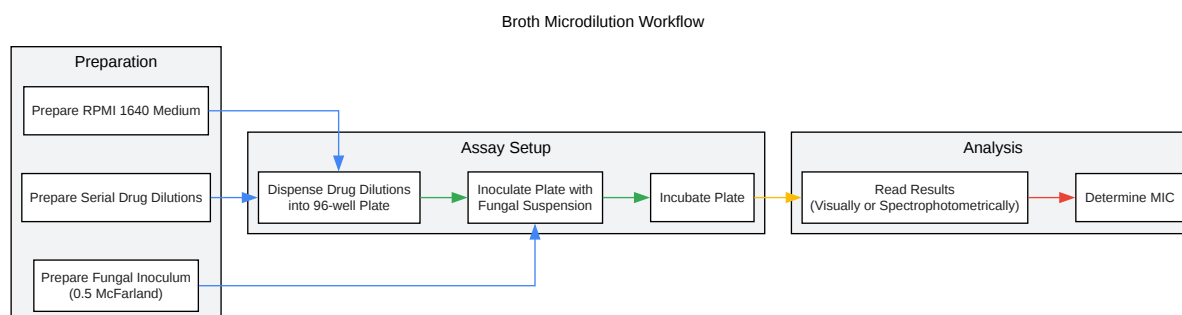 Broth Microdilution Workflow
Preparation
Prepare RPMI 1640 Medium
Prepare Serial Drug Dilutions
Prepare Fungal Inoculum
(0.5 McFarland)
Assay Setup
Dispense Drug Dilutions
into 96-well Plate
Inoculate Plate with
Fungal Suspension
Incubate Plate
Analysis
Read Results
(Visually or Spectrophotometrically)
Determine MIC